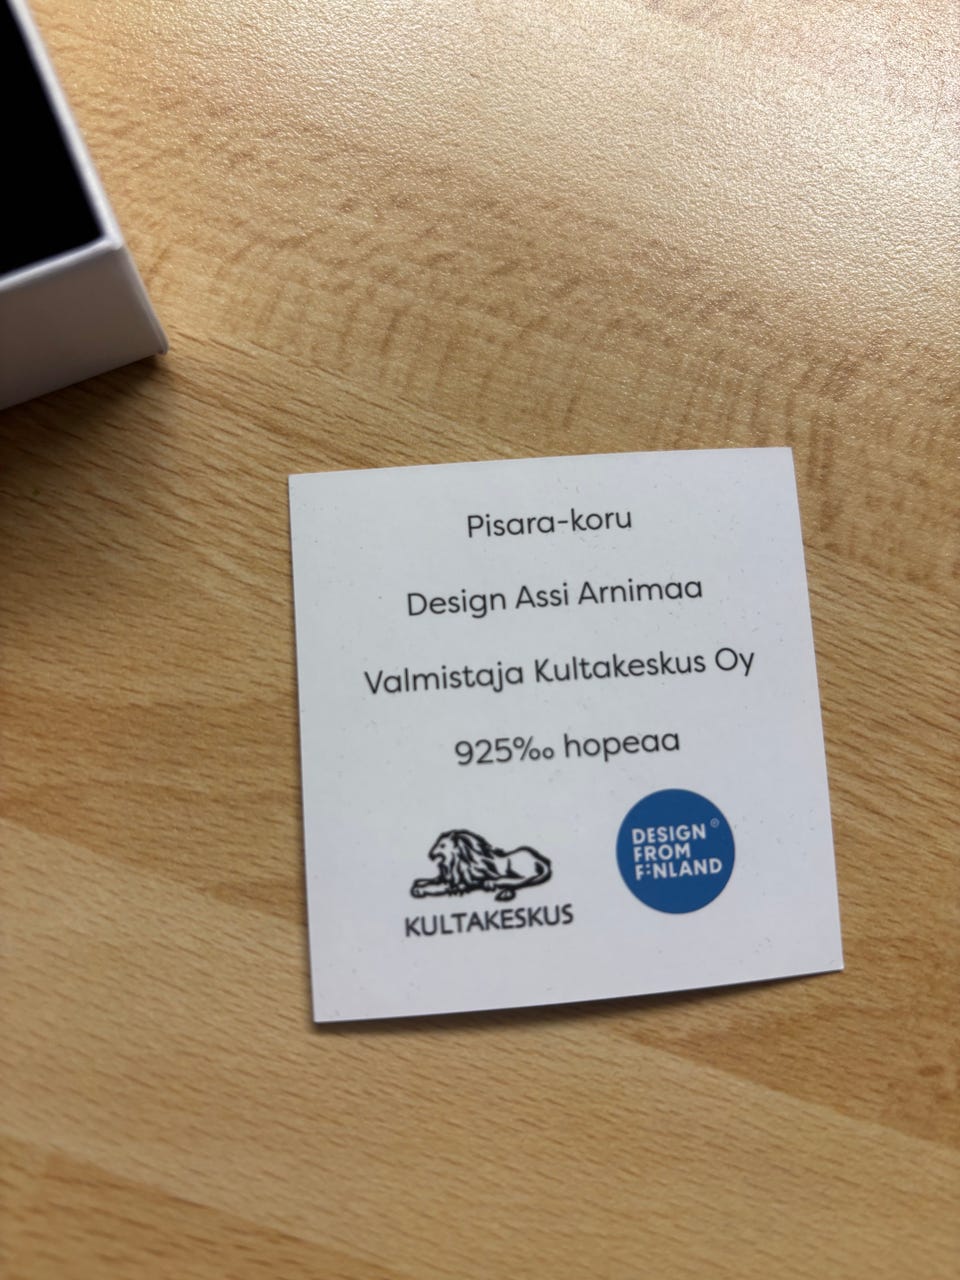 Pisara-koru
Design Assi Arnimaa
Valmistaja Kultakeskus Oy
925‰ hopeaa
KULTAKESKUS
DESIGN ®
FROM
FINLAND